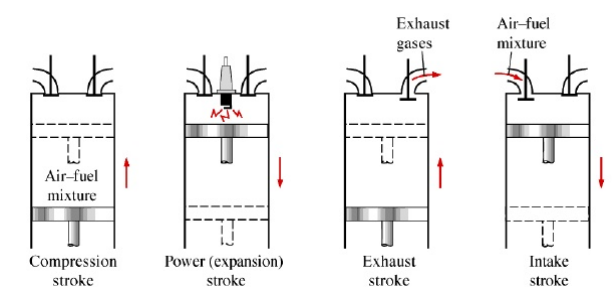 Exhaust
gases
Air–fuel
mixture
Air–fuel
mixture
Compression
stroke
Power (expansion)
stroke
Exhaust
stroke
Intake
stroke